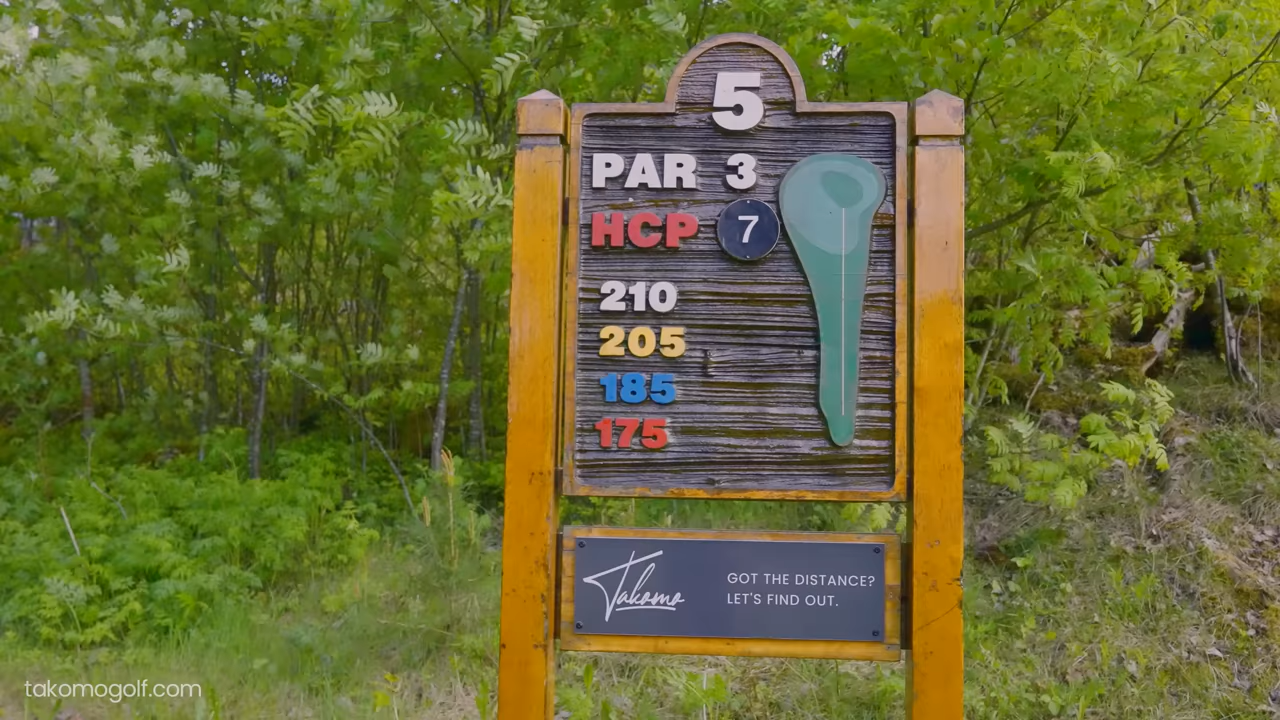 5
PAR 3
HCP 7
210
205
185
175
Takomo
GOT THE DISTANCE?
LET'S FIND OUT.
takomogolf.com